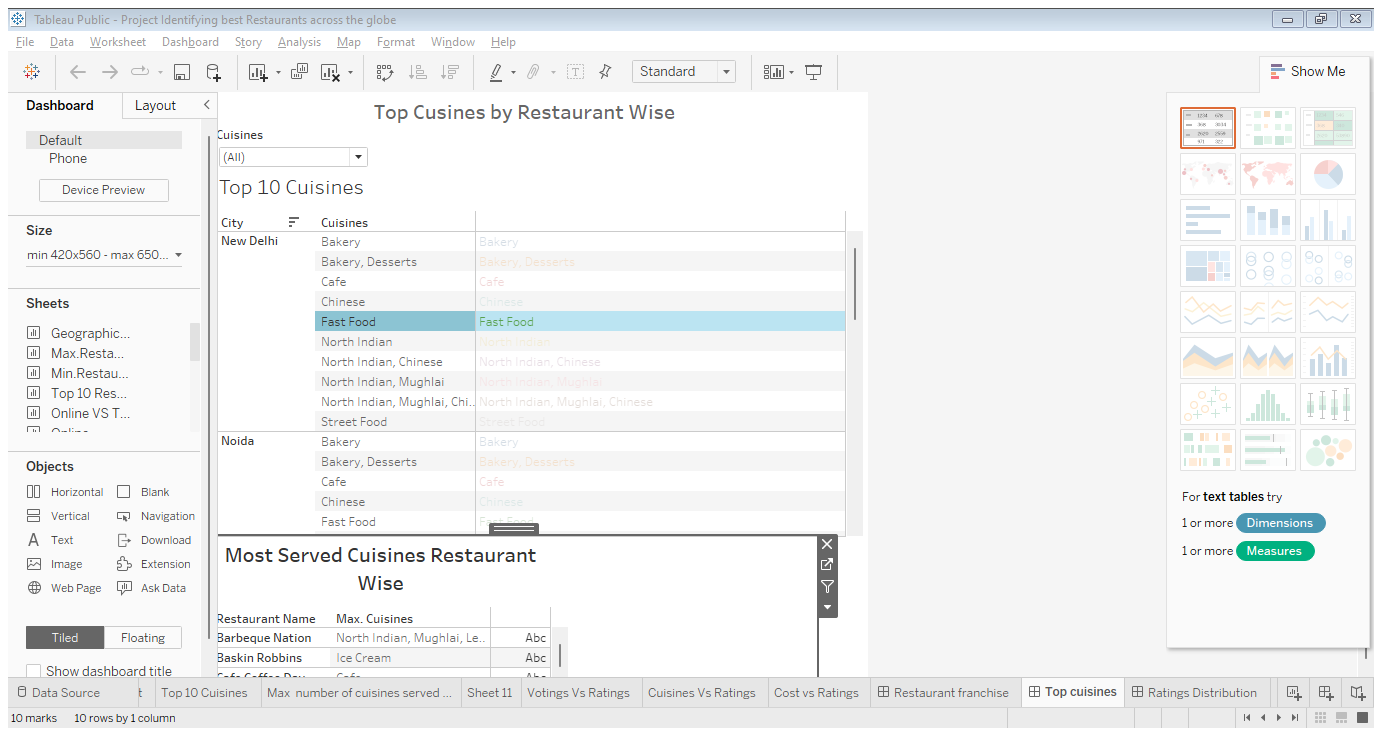 Tableau Public - Project Identifying best Restaurants across the globe
File Data Worksheet Dashboard Story Analysis Map Format Window Help
Standard
Show Me
Dashboard Layout
Default
Phone
Device Preview
Size
min 420x560 - max 650...
Sheets
Geographic...
Max.Resta...
Min.Restau...
Top 10 Res...
Online VS T...
Objects
Horizontal Blank
Vertical Navigation
Text Download
Image Extension
Web Page Ask Data
Tiled Floating
Show dashboard title
Top Cusines by Restaurant Wise
Cuisines
(All)
Top 10 Cuisines
City Cuisines
New Delhi Bakery Bakery
Bakery, Desserts Bakery, Desserts
Cafe Cafe
Chinese Chinese
Fast Food Fast Food
North Indian North Indian
North Indian, Chinese North Indian, Chinese
North Indian, Mughlai North Indian, Mughlai
North Indian, Mughlai, Chi.. North Indian, Mughlai, Chinese
Street Food Street Food
Noida Bakery Bakery
Bakery, Desserts Bakery, Desserts
Cafe Cafe
Chinese Chinese
Fast Food Fast Food
Most Served Cuisines Restaurant
Wise
Restaurant Name Max. Cuisines
Barbeque Nation North Indian, Mughlai, Le.. Abc
Baskin Robbins Ice Cream Abc
For text tables try
1 or more Dimensions
1 or more Measures
Data Source t Top 10 Cuisines Max number of cuisines served ... Sheet 11 Votings Vs Ratings Cuisines Vs Ratings Cost vs Ratings Restaurant franchise Top cuisines Ratings Distribution
10 marks 10 rows by 1 column